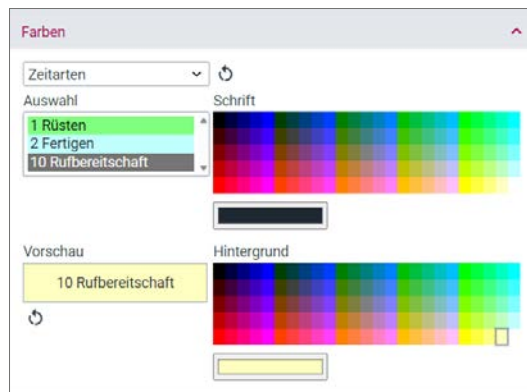 Farben
Zeitarten
Auswahl
Schrift
1 Rüsten
2 Fertigen
10 Rufbereitschaft
Vorschau
Hintergrund
10 Rufbereitschaft